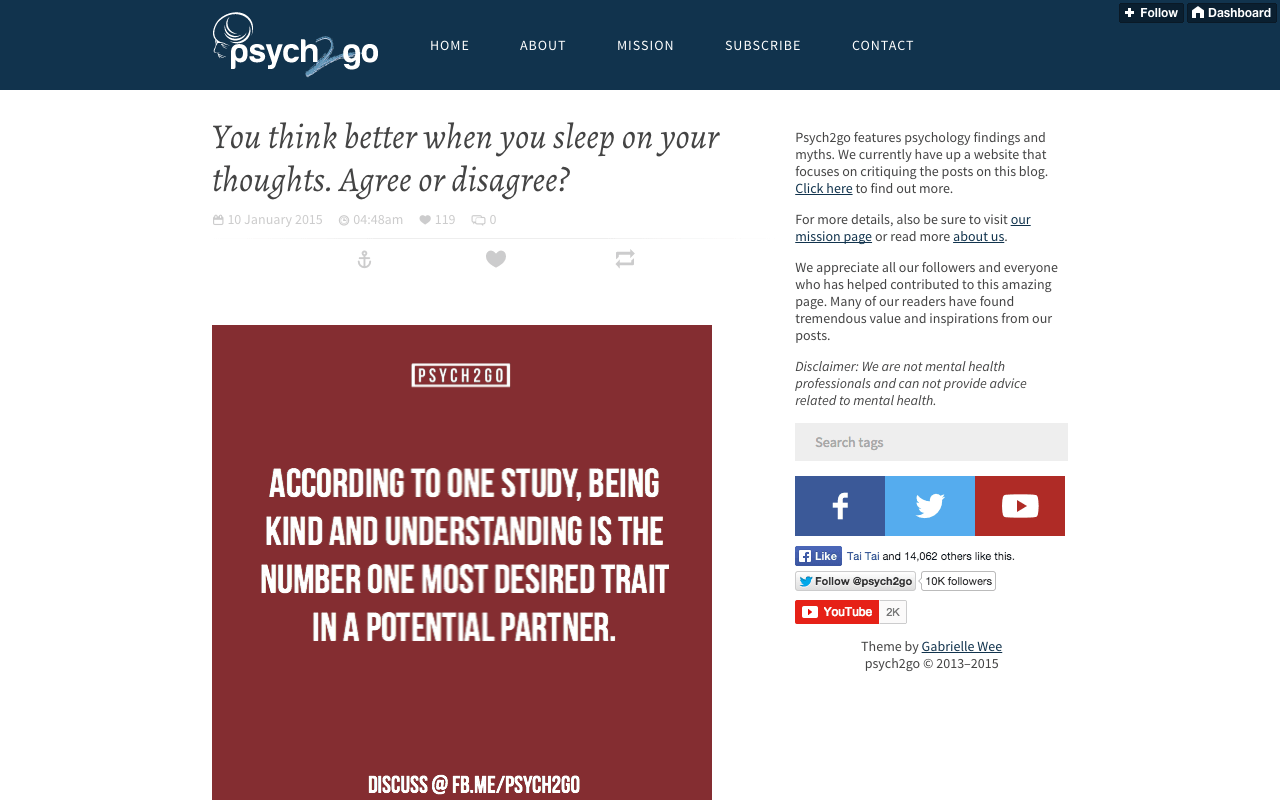 Follow
Dashboard
psych2go
HOME
ABOUT
MISSION
SUBSCRIBE
CONTACT
You think better when you sleep on your
thoughts. Agree or disagree?
10 January 2015
04:48am
119
0
PSYCH2GO
ACCORDING TO ONE STUDY, BEING
KIND AND UNDERSTANDING IS THE
NUMBER ONE MOST DESIRED TRAIT
IN A POTENTIAL PARTNER.
DISCUSS @ FB.ME/PSYCH2GO
Psych2go features psychology findings and
myths. We currently have up a website that
focuses on critiquing the posts on this blog.
Click here to find out more.
For more details, also be sure to visit our
mission page or read more about us.
We appreciate all our followers and everyone
who has helped contributed to this amazing
page. Many of our readers have found
tremendous value and inspirations from our
posts.
Disclaimer: We are not mental health
professionals and can not provide advice
related to mental health.
Search tags
Like
Tai Tai and 14,062 others like this.
Follow @psych2go
10K followers
YouTube
2K
Theme by Gabrielle Wee
psych2go © 2013–2015